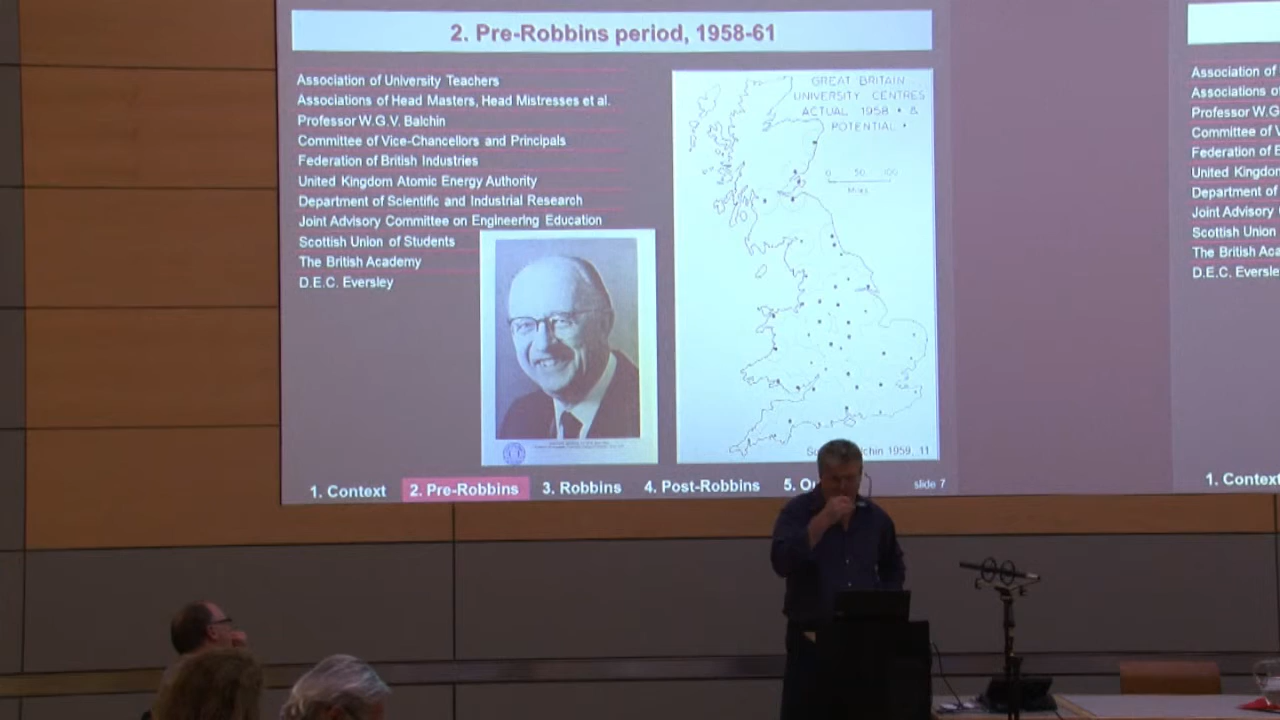 2. Pre-Robbins period, 1958-61
Association of University Teachers
Associations of Head Masters, Head Mistresses et al.
Professor W.G.V. Balchin
Committee of Vice-Chancellors and Principals
Federation of British Industries
United Kingdom Atomic Energy Authority
Department of Scientific and Industrial Research
Joint Advisory Committee on Engineering Education
Scottish Union of Students
The British Academy
D.E.C. Eversley
GREAT BRITAIN
UNIVERSITY CENTRES
ACTUAL 1958 • &
POTENTIAL •
0 50 100
Miles
chin 1959, 11
1. Context 2. Pre-Robbins 3. Robbins 4. Post-Robbins 5. O
slide 7
Association of
Associations o
Professor W.G
Committee of V
Federation of B
United Kingdom
Department of
Joint Advisory
Scottish Union
The British Aca
D.E.C. Eversle
1. Context